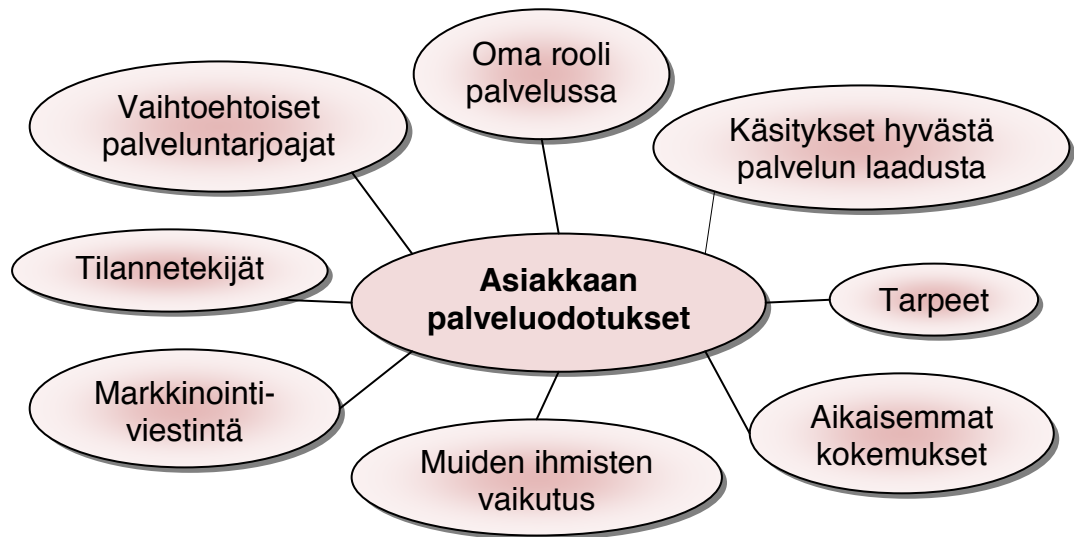 Oma rooli
palvelussa
Vaihtoehtoiset
palveluntarjoajat
Käsitykset hyvästä
palvelun laadusta
Tilannetekijät
Asiakkaan
palveluodotukset
Tarpeet
Markkinointi-
viestintä
Muiden ihmisten
vaikutus
Aikaisemmat
kokemukset